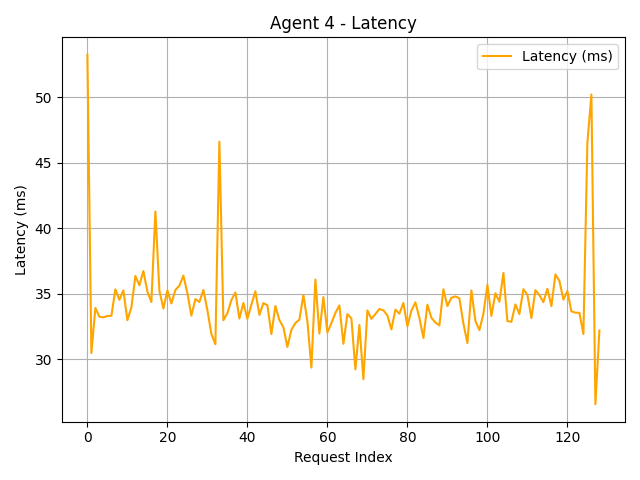 Agent 4 - Latency
Latency (ms)
50
45
40
35
30
Latency (ms)
0 20 40 60 80 100 120
Request Index